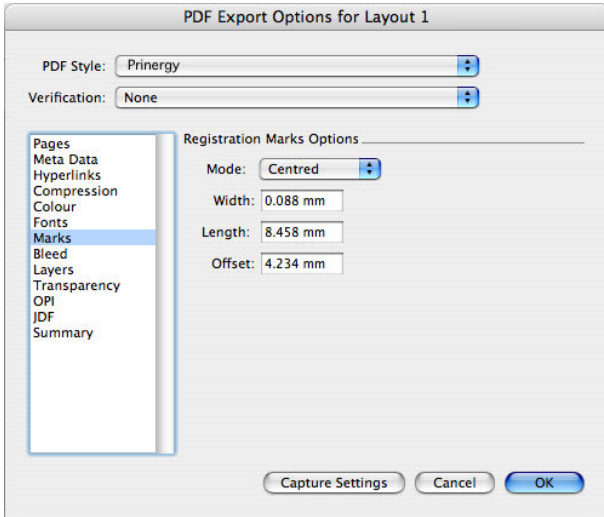 PDF Export Options for Layout 1
PDF Style: Prinergy
Verification: None
Pages
Meta Data
Hyperlinks
Compression
Colour
Fonts
Marks
Bleed
Layers
Transparency
OPI
JDF
Summary
Registration Marks Options
Mode: Centred
Width: 0.088 mm
Length: 8.458 mm
Offset: 4.234 mm
Capture Settings Cancel OK